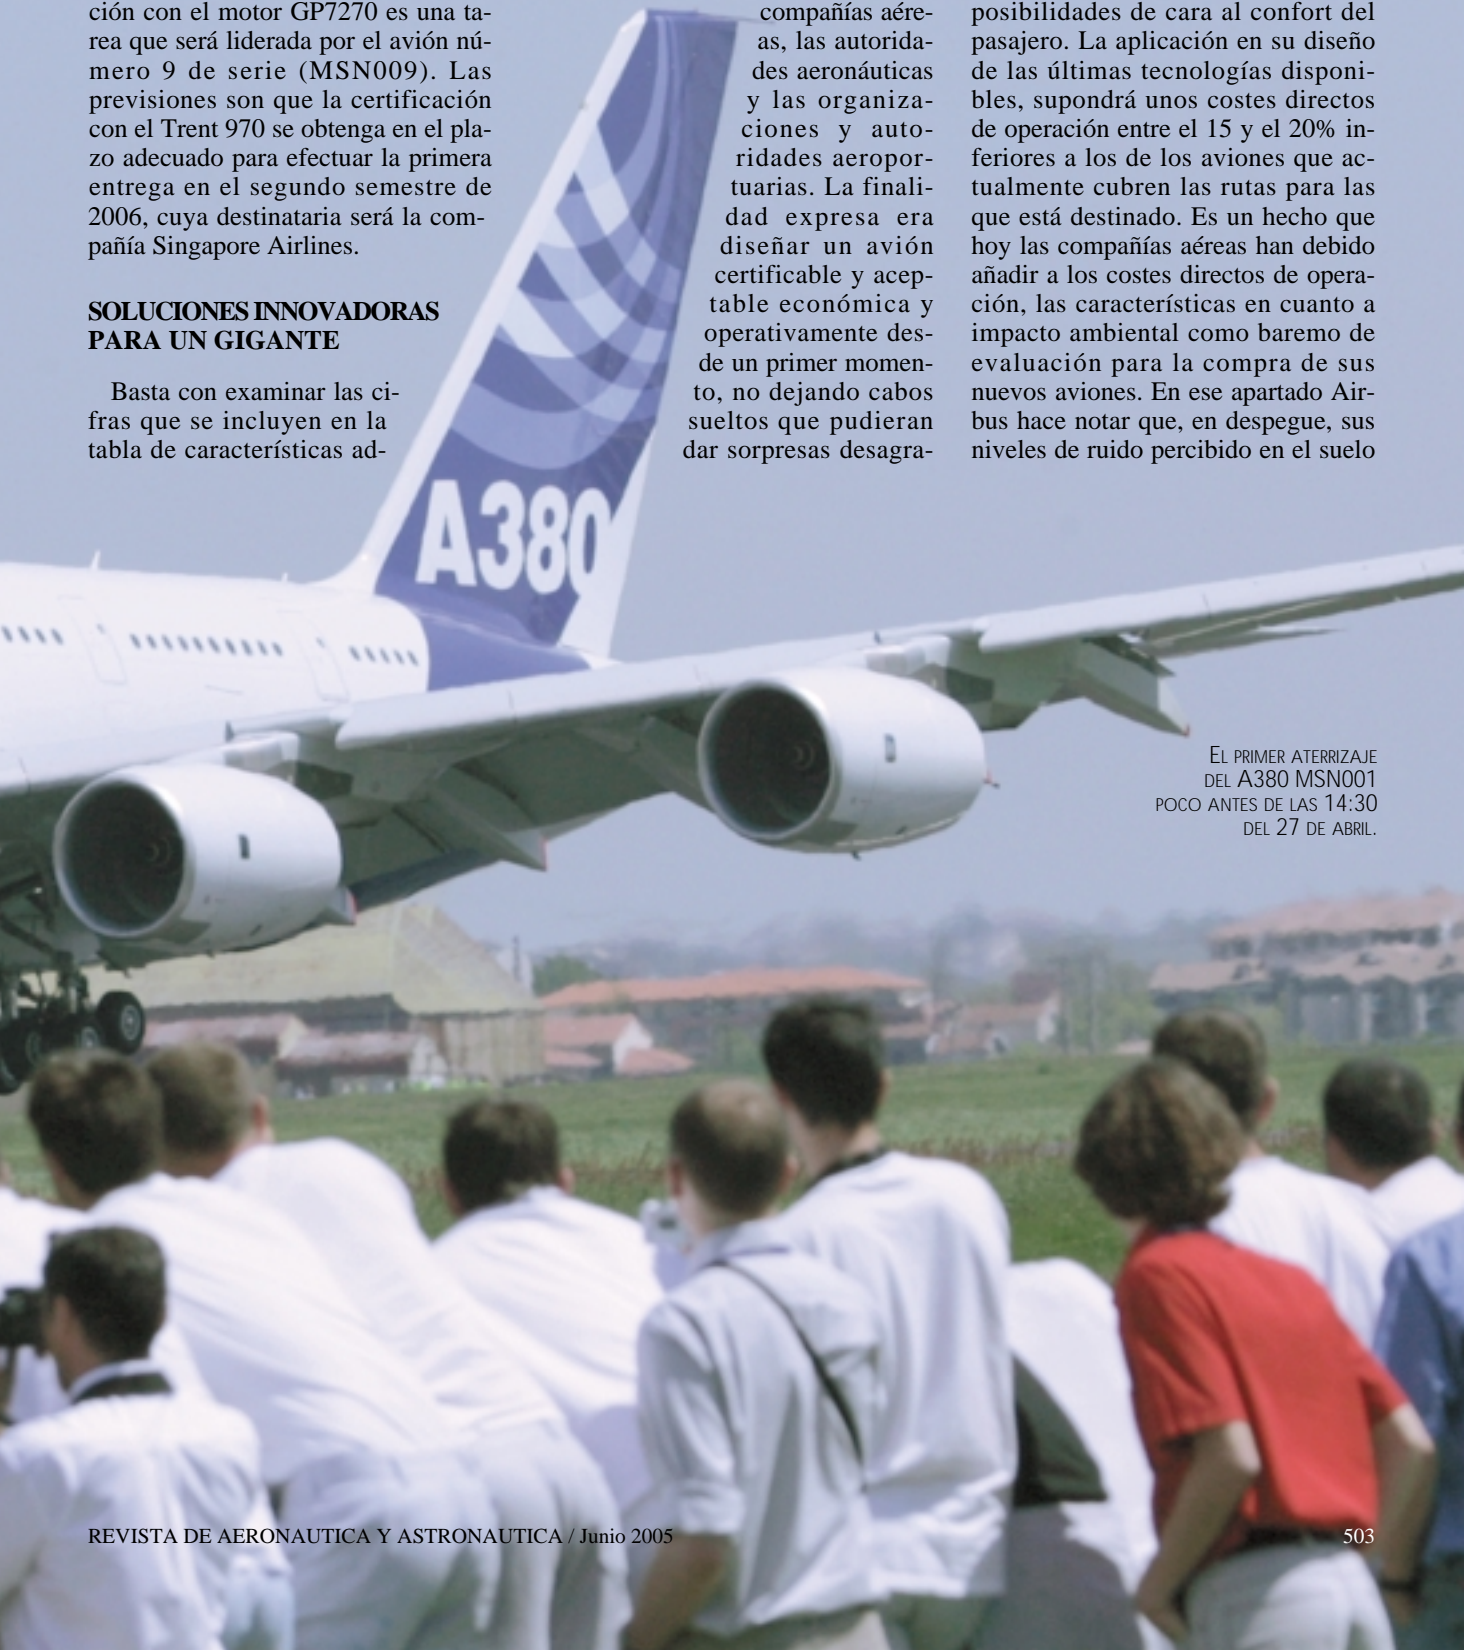 ción con el motor GP7270 es una ta-
rea que será liderada por el avión nú-
mero 9 de serie (MSN009). Las
previsiones son que la certificación
con el Trent 970 se obtenga en el pla-
zo adecuado para efectuar la primera
entrega en el segundo semestre de
2006, cuya destinataria será la com-
pañía Singapore Airlines.
SOLUCIONES INNOVADORAS
PARA UN GIGANTE
Basta con examinar las ci-
fras que se incluyen en la
tabla de características ad-
compañías aére-
as, las autorida-
des aeronáuticas
y las organiza-
ciones y auto-
ridades aeropor-
tuarias. La finali-
dad expresa era
diseñar un avión
certificable y acep-
table económica y
operativamente des-
de un primer momen-
to, no dejando cabos
sueltos que pudieran
dar sorpresas desagra-
posibilidades de cara al confort del
pasajero. La aplicación en su diseño
de las últimas tecnologías disponi-
bles, supondrá unos costes directos
de operación entre el 15 y el 20% in-
feriores a los de los aviones que ac-
tualmente cubren las rutas para las
que está destinado. Es un hecho que
hoy las compañías aéreas han debido
añadir a los costes directos de opera-
ción, las características en cuanto a
impacto ambiental como baremo de
evaluación para la compra de sus
nuevos aviones. En ese apartado Air-
bus hace notar que, en despegue, sus
niveles de ruido percibido en el suelo
A380
EL PRIMER ATERRIZAJE
DEL A380 MSN001
POCO ANTES DE LAS 14:30
DEL 27 DE ABRIL.
REVISTA DE AERONAUTICA Y ASTRONAUTICA / Junio 2005
503